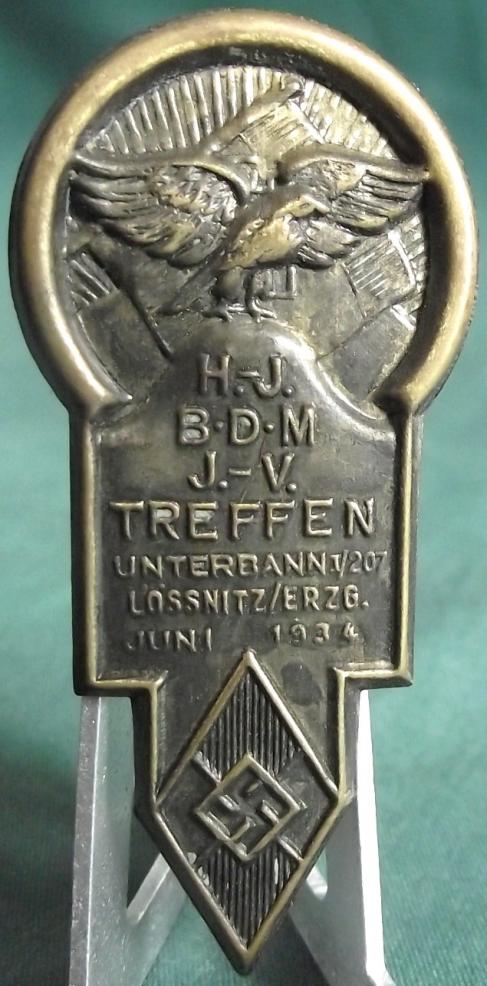 H.-J.
B·D·M
J.-V.
TREFFEN
UNTERBANN I/207
LÖSSNITZ/ERZG.
JUNI 1934